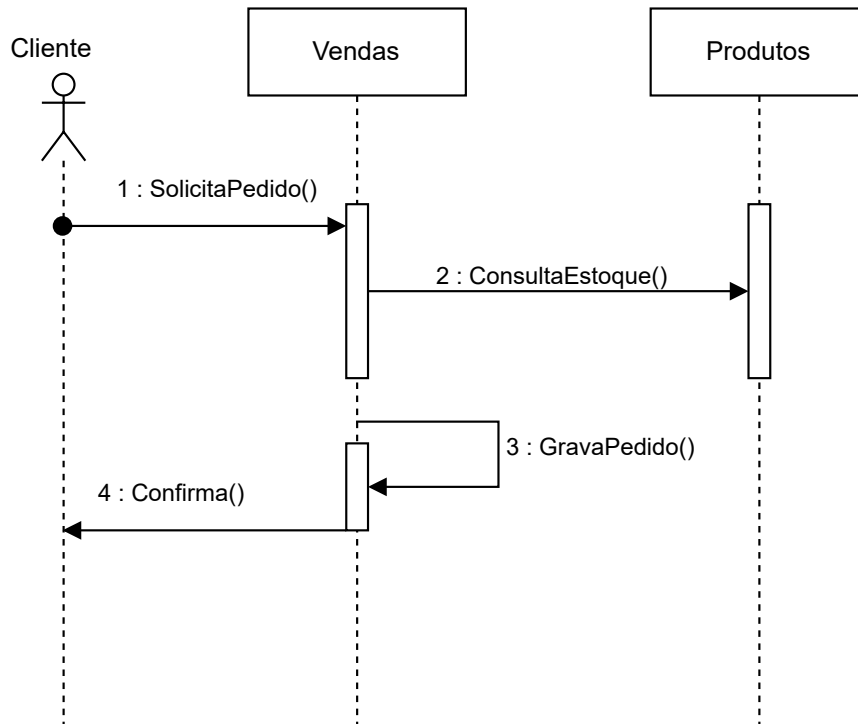 Cliente
Vendas
Produtos
1 : SolicitaPedido()
2 : ConsultaEstoque()
3 : GravaPedido()
4 : Confirma()